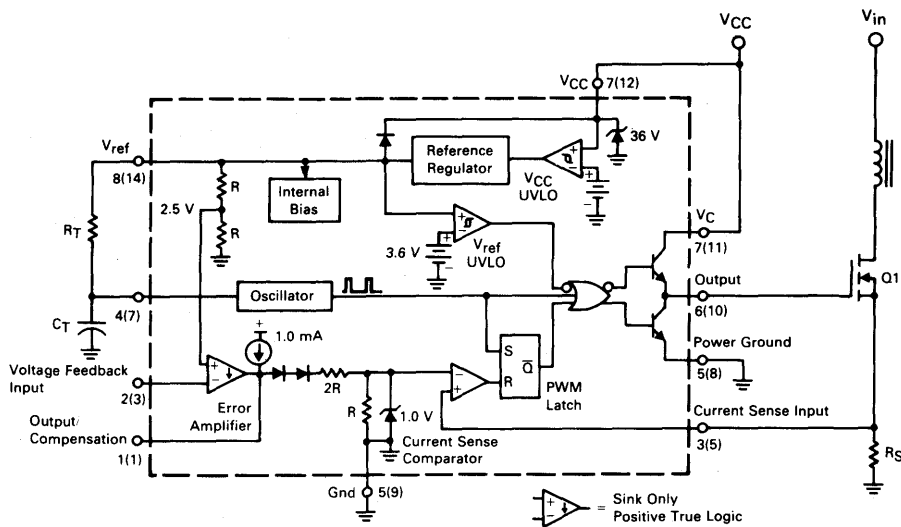 VCC
Vin
VCC
7(12)
36 V
Vref
8(14)
Reference
Regulator
VCC
UVLO
Internal
Bias
R
2.5 V
R
RT
3.6 V
Vref
UVLO
VC
7(11)
Q1
Output
6(10)
Oscillator
4(7)
CT
1.0 mA
Power Ground
5(8)
S
Q
R
PWM
Latch
Voltage Feedback
Input
2(3)
Error
Amplifier
2R
R
1.0 V
Current Sense
Comparator
Current Sense Input
3(5)
Output/
Compensation
1(1)
RS
Gnd
5(9)
= Sink Only
Positive True Logic